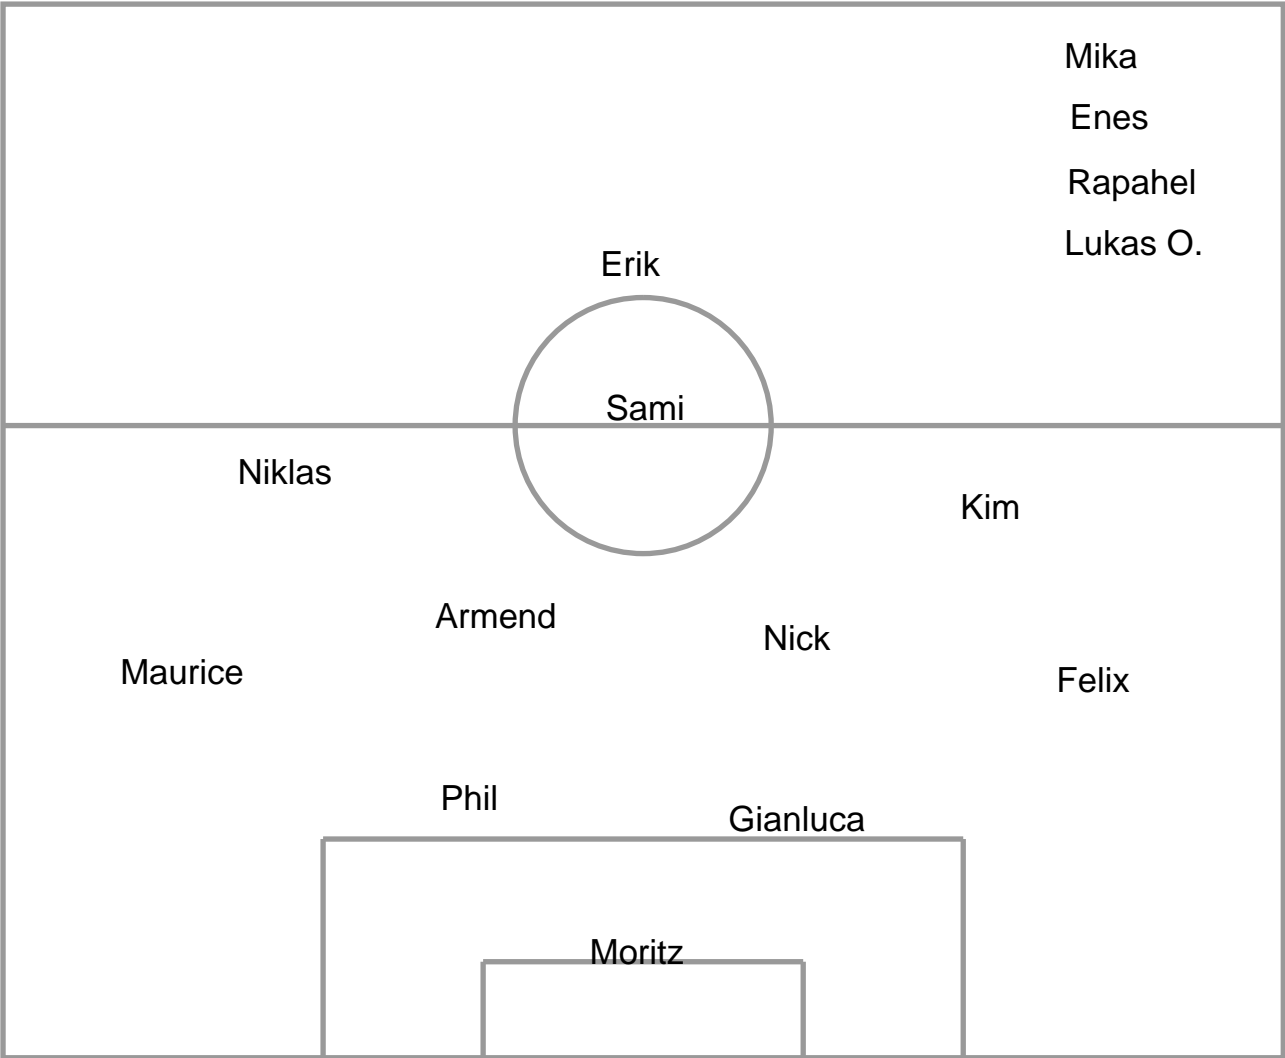 Mika
Enes
Rapahel
Lukas O.
Erik
Sami
Niklas
Kim
Armend
Nick
Maurice
Felix
Phil
Gianluca
Moritz